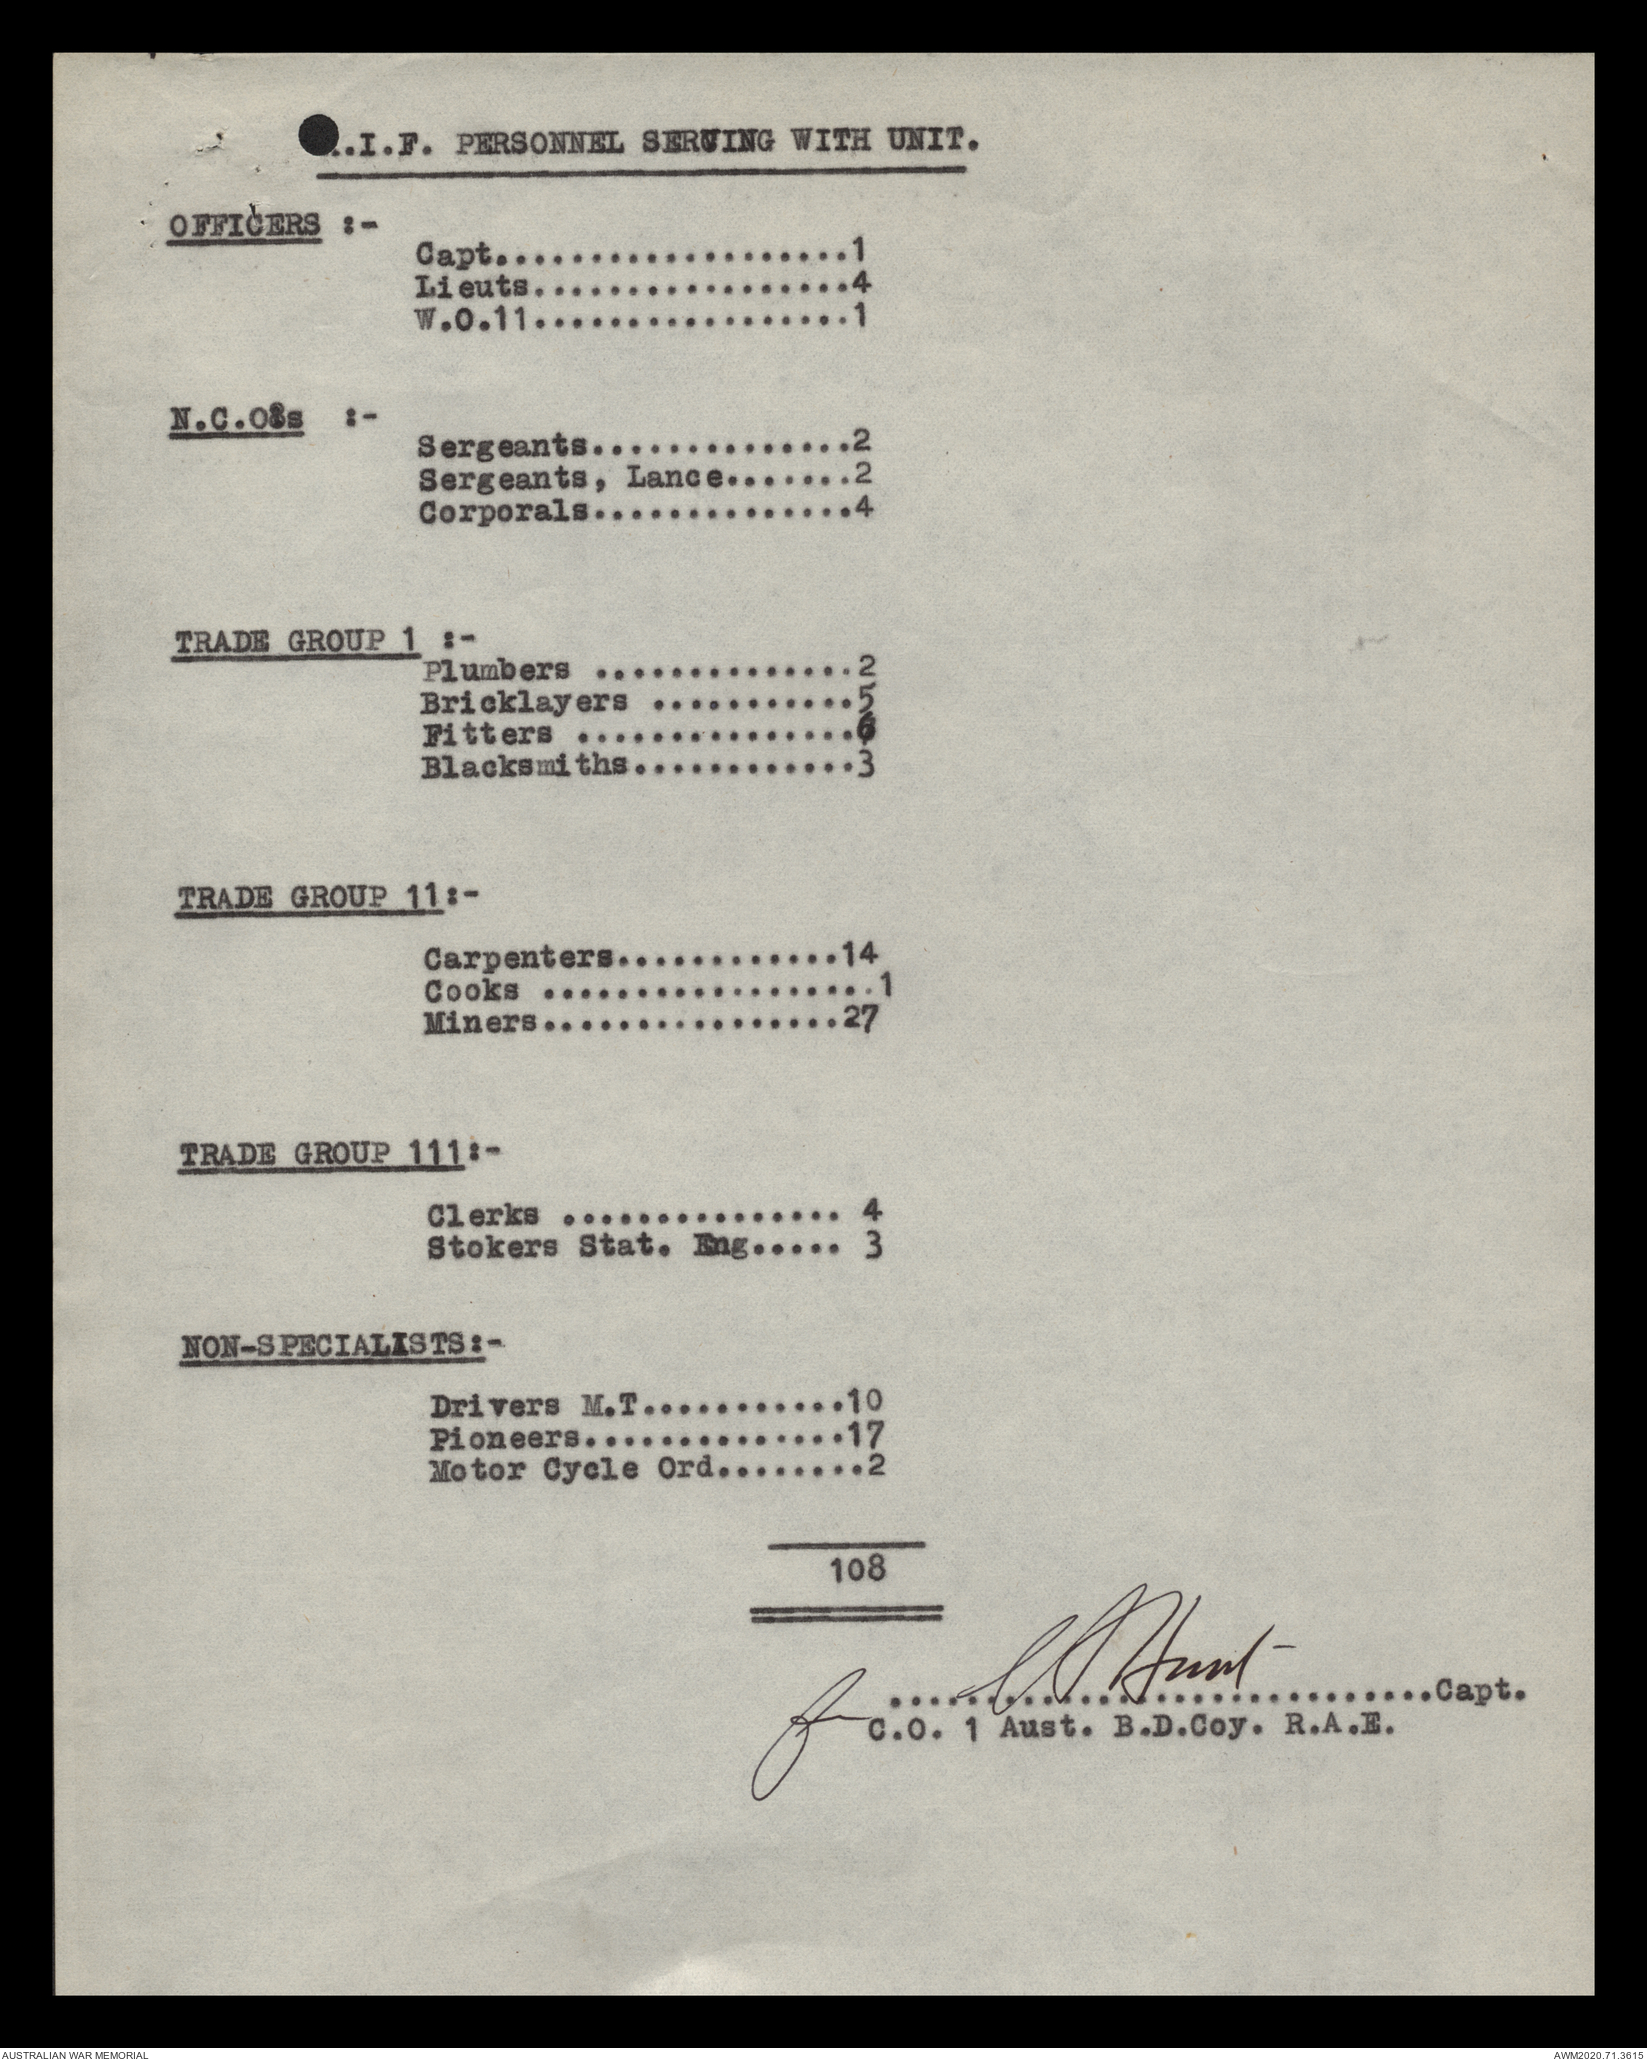 .I.F. PERSONNEL SERVING WITH UNIT.
OFFICERS :-
Capt...................1
Lieuts.................4
W.O.11.................1
N.C.O8s :-
Sergeants..............2
Sergeants, Lance.......2
Corporals..............4
TRADE GROUP 1 :-
Plumbers ..............2
Bricklayers ...........5
Fitters ...............6
Blacksmiths............3
TRADE GROUP 11:-
Carpenters............14
Cooks ..................1
Miners................27
TRADE GROUP 111:-
Clerks ............... 4
Stokers Stat. Eng..... 3
NON-SPECIALISTS:-
Drivers M.T...........10
Pioneers..............17
Motor Cycle Ord........2
108
Hunt
.............................Capt.
for C.O. 1 Aust. B.D.Coy. R.A.E.
AUSTRALIAN WAR MEMORIAL AWM2020.71.3615